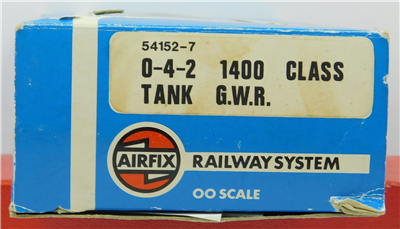 54152-7
0-4-2 1400 CLASS
TANK G.W.R.
AIRFIX RAILWAY SYSTEM
OO SCALE